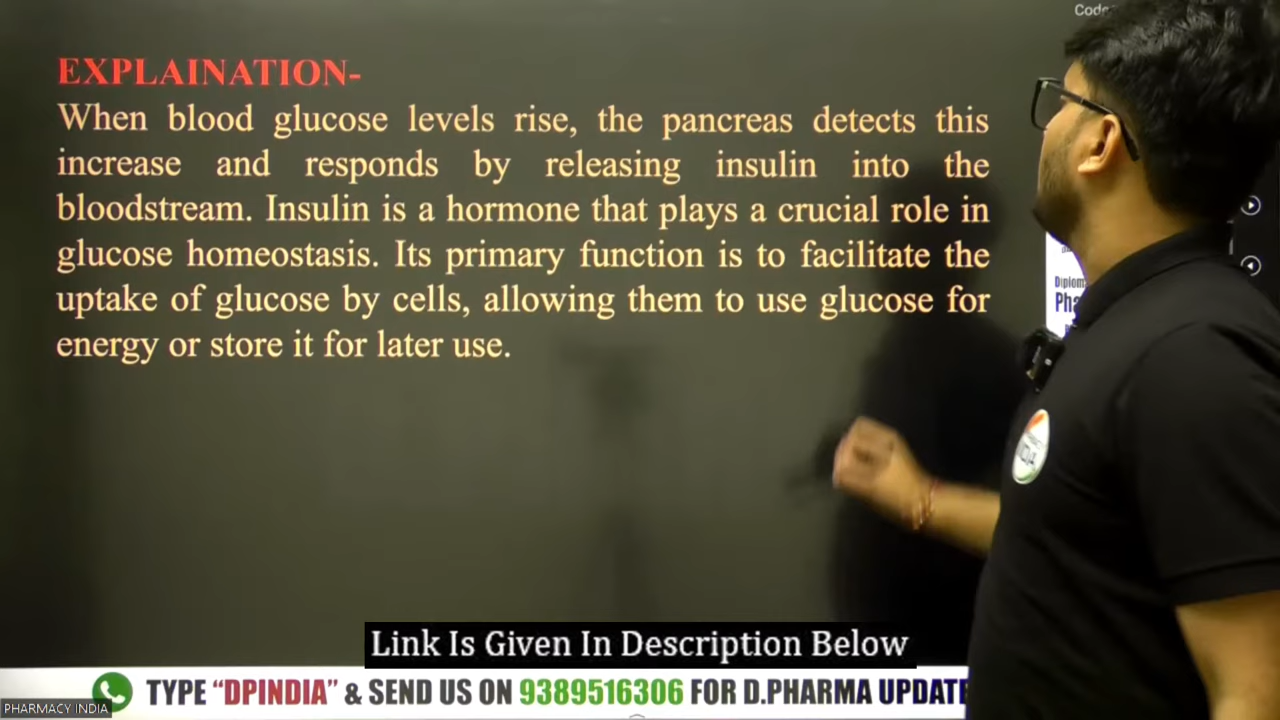 EXPLAINATION-
When blood glucose levels rise, the pancreas detects this
increase and responds by releasing insulin into the
bloodstream. Insulin is a hormone that plays a crucial role in
glucose homeostasis. Its primary function is to facilitate the
uptake of glucose by cells, allowing them to use glucose for
energy or store it for later use.
Link Is Given In Description Below
TYPE “DPINDIA” & SEND US ON 9389516306 FOR D.PHARMA UPDATE
PHARMACY INDIA